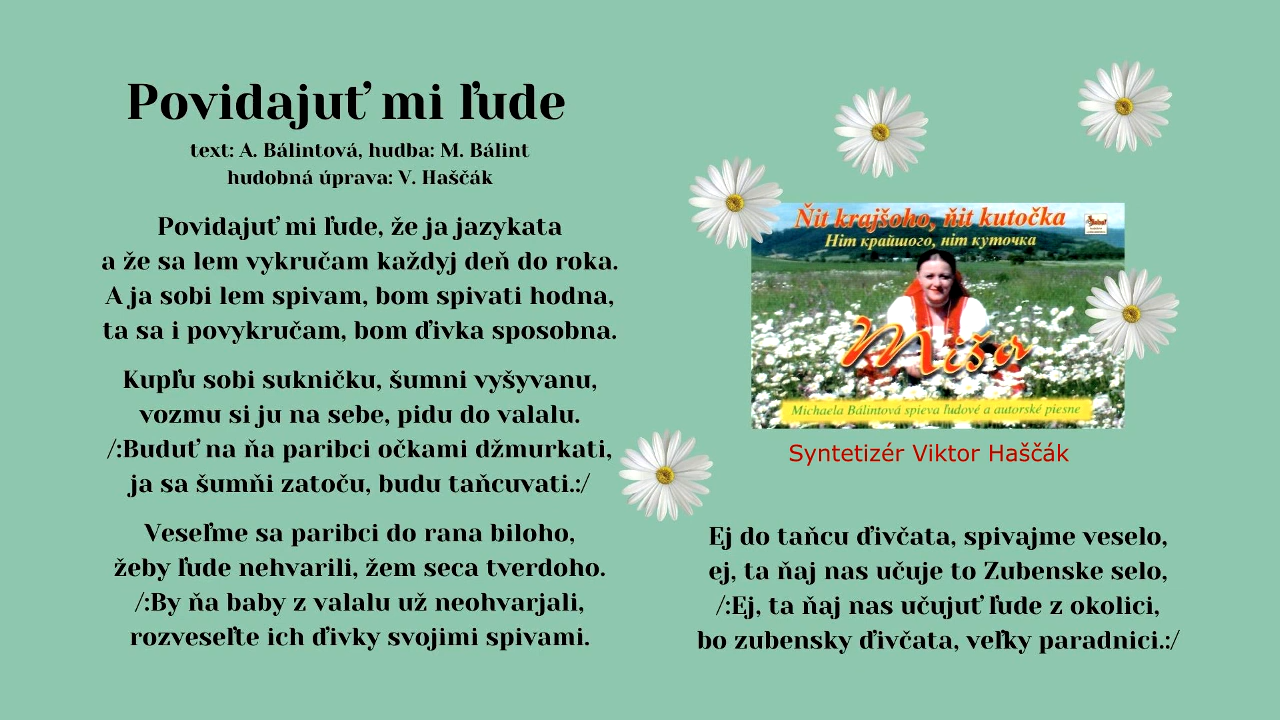 Povidajuť mi ľude
text: A. Bálintová, hudba: M. Bálint
hudobná úprava: V. Haščák
Povidajuť mi ľude, že ja jazykata
a že sa lem vykručam každyj deň do roka.
A ja sobi lem spivam, bom spivati hodna,
ta sa i povykručam, bom ďivka sposobna.
Kupľu sobi sukničku, šumni vyšyvanu,
vozmu si ju na sebe, pidu do valalu.
/:Buduť na ňa paribci očkami džmurkati,
ja sa šumňi zatoču, budu taňcuvati.:/
Veseľme sa paribci do rana biloho,
žeby ľude nehvarili, žem seca tverdoho.
/:By ňa baby z valalu už neohvarjali,
rozveseľte ich ďivky svojimi spivami.
Ňit krajšoho, ňit kutočka
Ніт крайшого, ніт куточка
Mišo
Michaela Bálintová spieva ľudové a autorské piesne
Syntetizér Viktor Haščák
Ej do taňcu ďivčata, spivajme veselo,
ej, ta ňaj nas učuje to Zubenske selo,
/:Ej, ta ňaj nas učujuť ľude z okolici,
bo zubensky ďivčata, veľky paradnici.:/